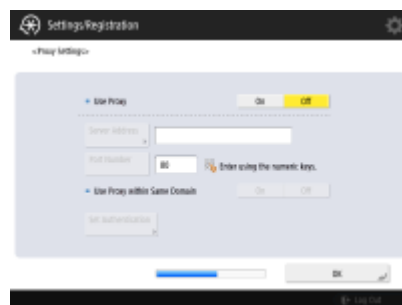 Settings/Registration
<Proxy Settings>
Use Proxy
On
Off
Server Address
Port Number
80
Enter using the numeric keys.
Use Proxy within Same Domain
On
Off
Set Authentication
OK
Log Out